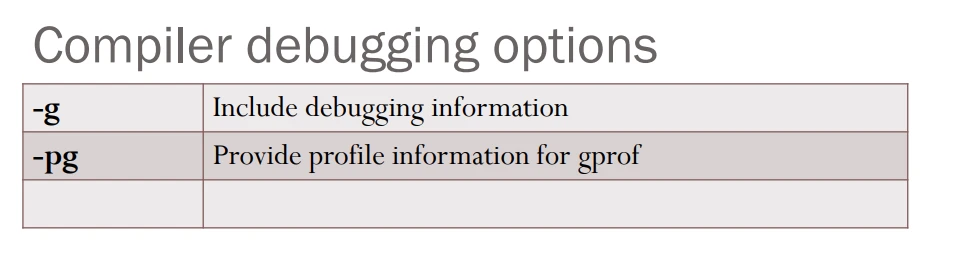 Compiler debugging options
-g Include debugging information
-pg Provide profile information for gprof